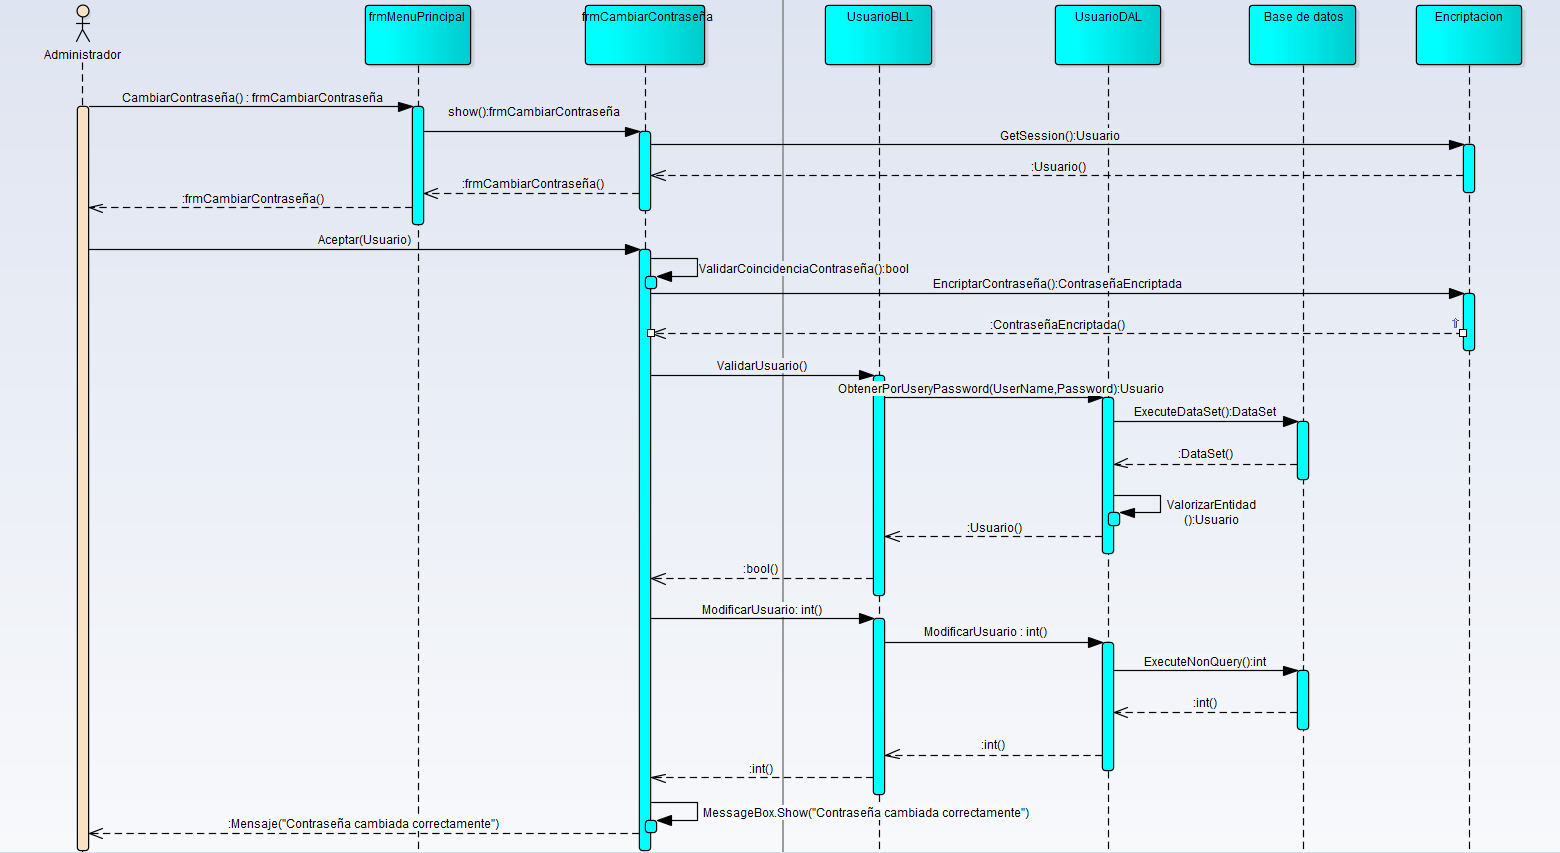 Administrador
frmMenuPrincipal
frmCambiarContraseña
UsuarioBLL
UsuarioDAL
Base de datos
Encriptacion
CambiarContraseña() : frmCambiarContraseña
show():frmCambiarContraseña
GetSession():Usuario
:Usuario()
:frmCambiarContraseña()
:frmCambiarContraseña()
Aceptar(Usuario)
ValidarCoincidenciaContraseña():bool
EncriptarContraseña():ContraseñaEncriptada
:ContraseñaEncriptada()
ValidarUsuario()
ObtenerPorUseryPassword(UserName,Password):Usuario
ExecuteDataSet():DataSet
:DataSet()
ValorizarEntidad
():Usuario
:Usuario()
:bool()
ModificarUsuario: int()
ModificarUsuario : int()
ExecuteNonQuery():int
:int()
:int()
:int()
MessageBox.Show("Contraseña cambiada correctamente")
:Mensaje("Contraseña cambiada correctamente")